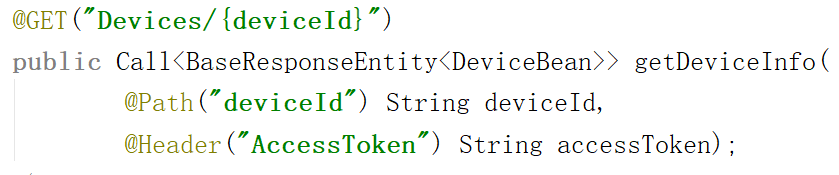 @GET("Devices/{deviceId}")
public Call<BaseResponseEntity<DeviceBean>> getDeviceInfo(
        @Path("deviceId") String deviceId,
        @Header("AccessToken") String accessToken);